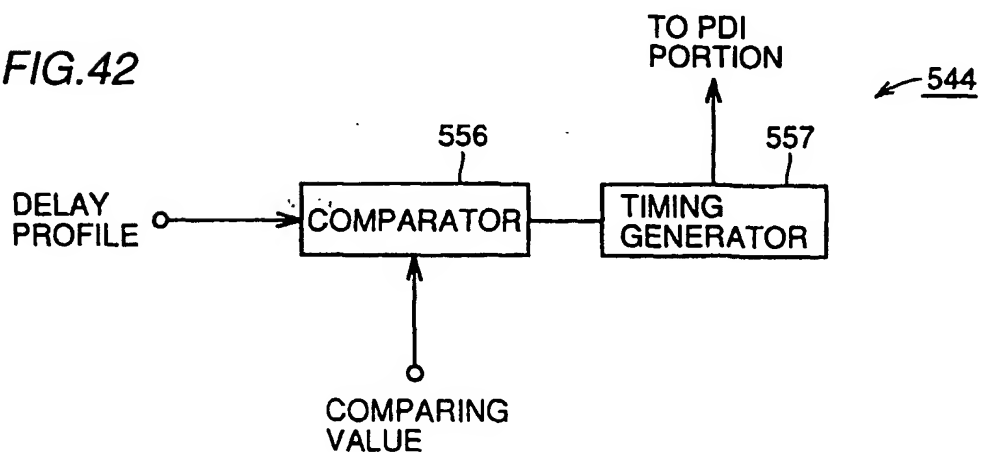 FIG.42
TO PDI
PORTION
544
556
557
DELAY
PROFILE
COMPARATOR
TIMING
GENERATOR
COMPARING
VALUE